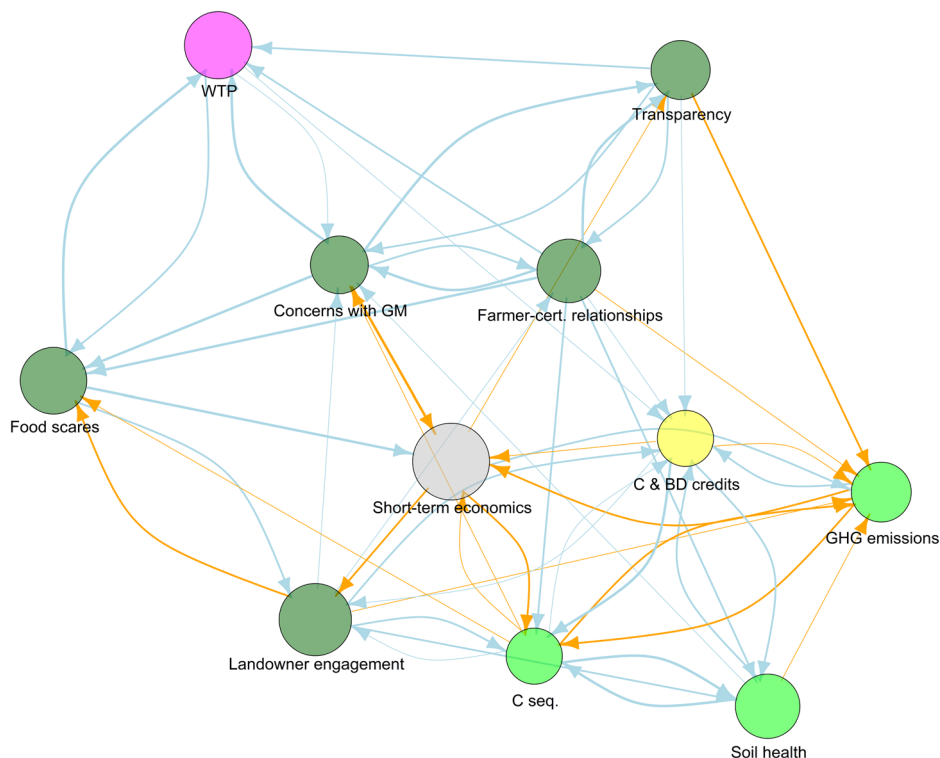 WTP
Transparency
Concerns with GM
Farmer-cert. relationships
Food scares
C & BD credits
Short-term economics
GHG emissions
Landowner engagement
C seq.
Soil health